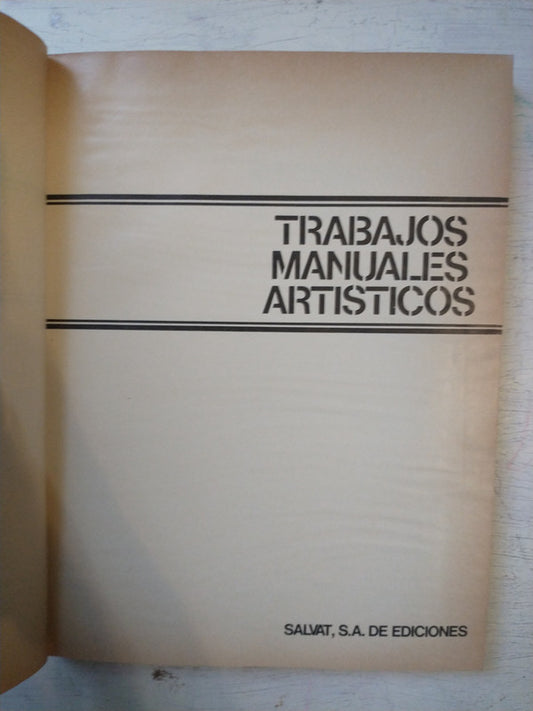 TRABAJOS
MANUALES
ARTISTICOS
SALVAT, S.A. DE EDICIONES